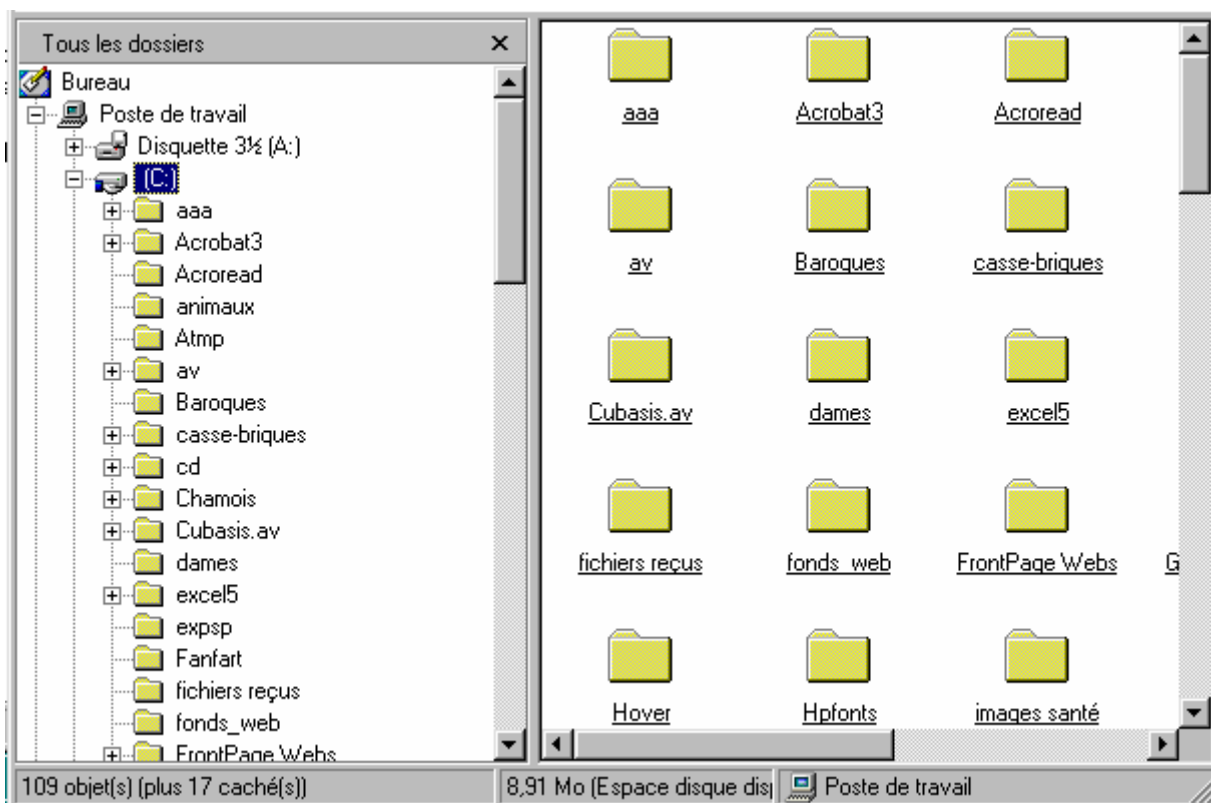 Tous les dossiers
Bureau
Poste de travail
Disquette 3½ (A:)
(C:)
aaa
Acrobat3
Acroread
animaux
Atmp
av
Baroques
casse-briques
cd
Chamois
Cubasis.av
dames
excel5
expsp
Fanfart
fichiers reçus
fonds_web
FrontPage Webs
aaa Acrobat3 Acroread
av Baroques casse-briques
Cubasis.av dames excel5
fichiers reçus fonds_web FrontPage Webs G
Hover Hpfonts images santé
109 objet(s) (plus 17 caché(s)) 8,91 Mo (Espace disque disp Poste de travail